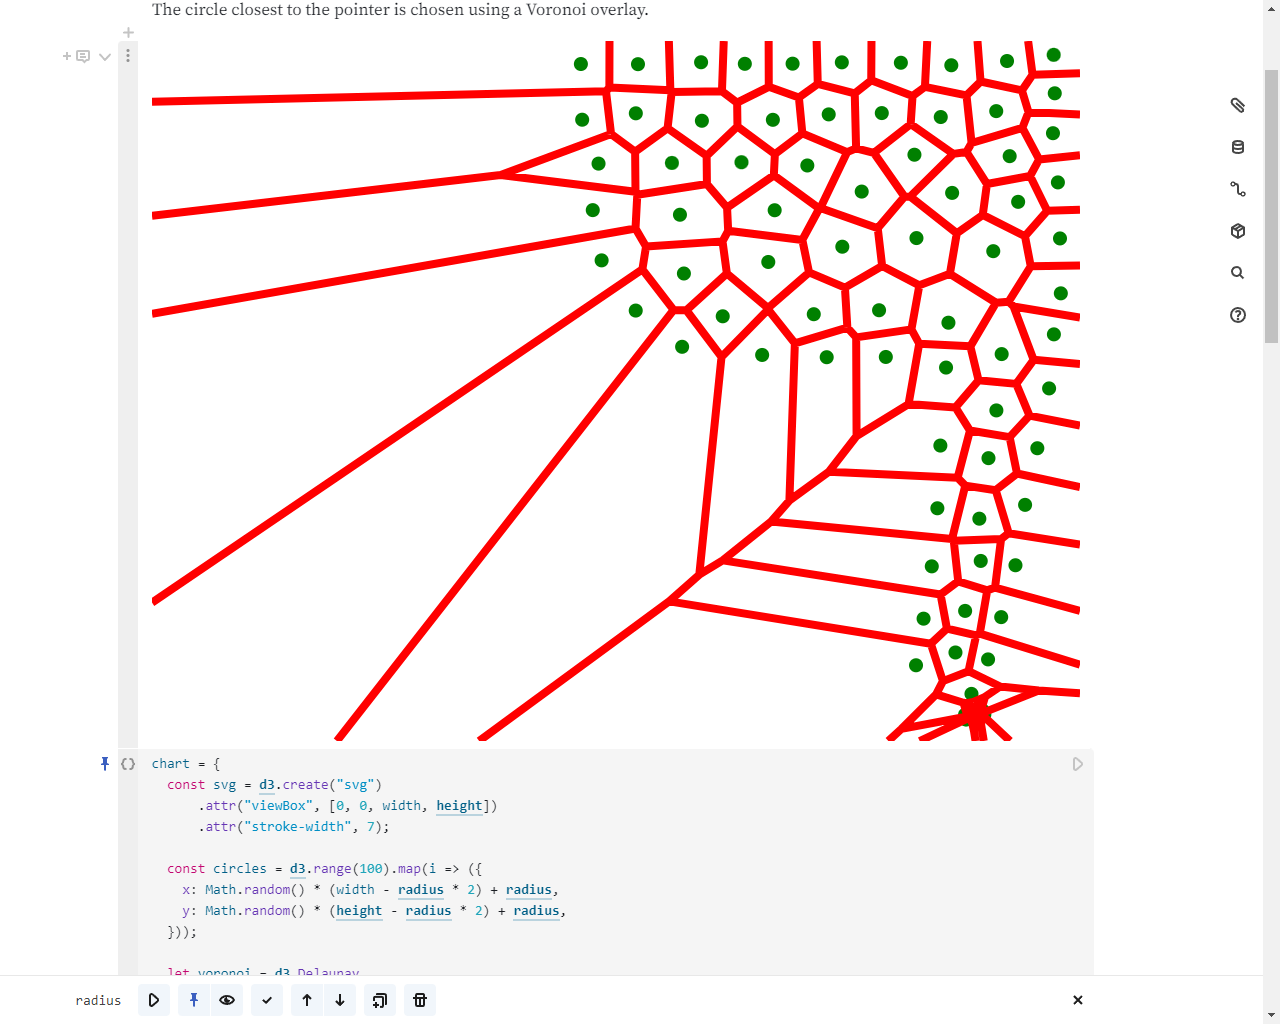 The circle closest to the pointer is chosen using a Voronoi overlay.
chart = {
const svg = d3.create("svg")
.attr("viewBox", [0, 0, width, height])
.attr("stroke-width", 7);
const circles = d3.range(100).map(i => ({
x: Math.random() * (width - radius * 2) + radius,
y: Math.random() * (height - radius * 2) + radius,
}));
let voronoi = d3.Delaunay
radius